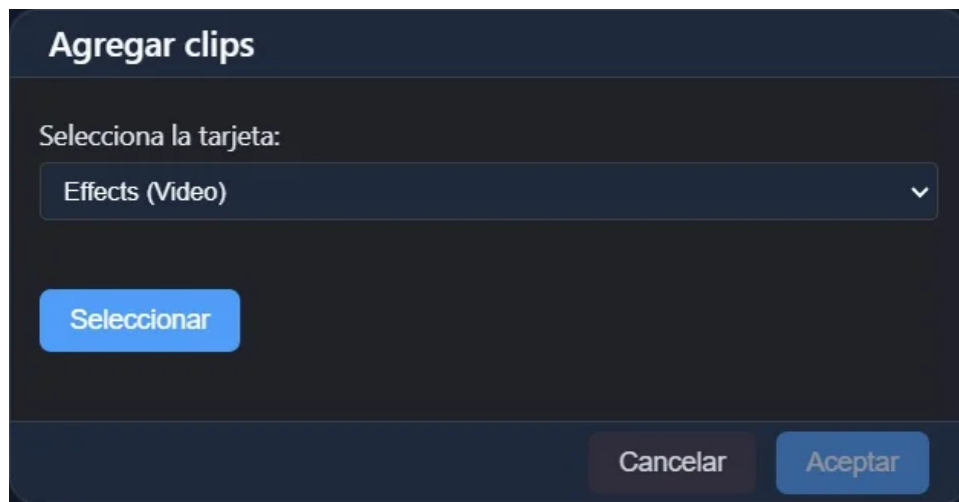 Agregar clips
Selecciona la tarjeta:
Effects (Video)
Seleccionar
Cancelar
Aceptar